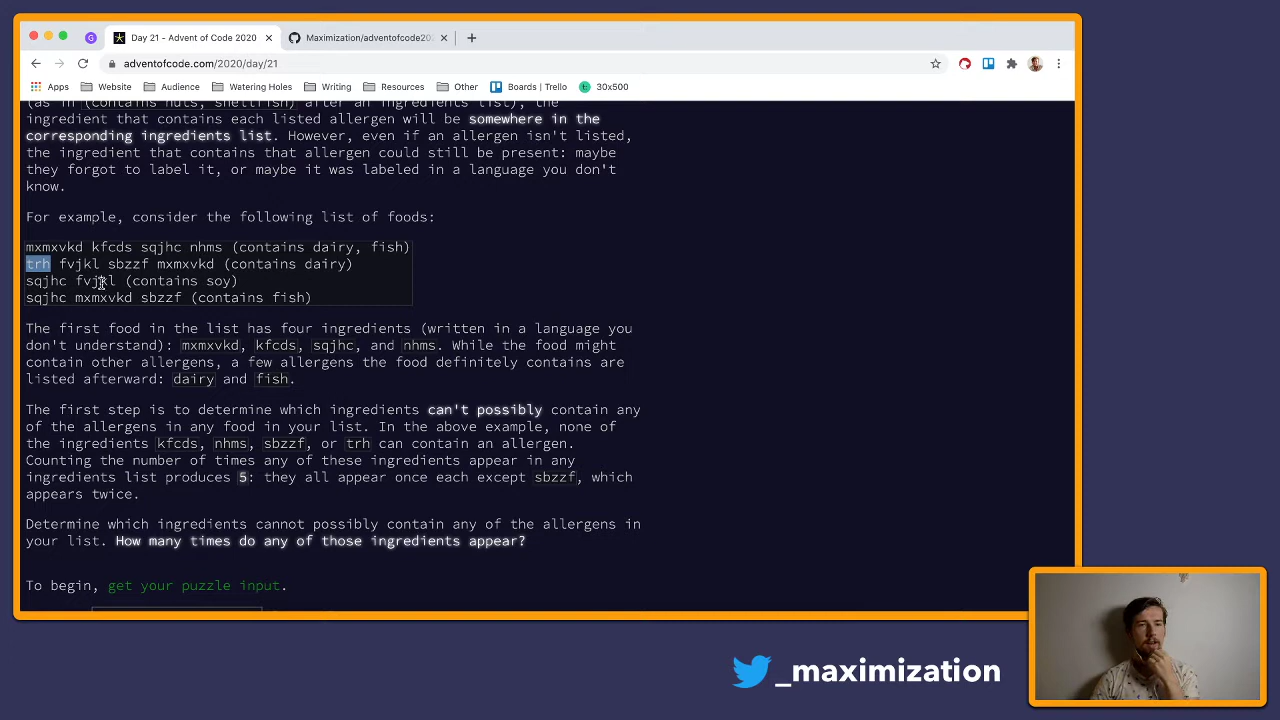 Day 21 - Advent of Code 2020
Maximization/adventofcode202
adventofcode.com/2020/day/21
Apps Website Audience Watering Holes Writing Resources Other Boards | Trello 30x500
(as in (contains nuts, shellfish) after an ingredients list), the
ingredient that contains each listed allergen will be somewhere in the
corresponding ingredients list. However, even if an allergen isn't listed,
the ingredient that contains that allergen could still be present: maybe
they forgot to label it, or maybe it was labeled in a language you don't
know.
For example, consider the following list of foods:
mxmxvkd kfcds sqjhc nhms (contains dairy, fish)
trh fvjkl sbzzf mxmxvkd (contains dairy)
sqjhc fvjkl (contains soy)
sqjhc mxmxvkd sbzzf (contains fish)
The first food in the list has four ingredients (written in a language you
don't understand): mxmxvkd, kfcds, sqjhc, and nhms. While the food might
contain other allergens, a few allergens the food definitely contains are
listed afterward: dairy and fish.
The first step is to determine which ingredients can't possibly contain any
of the allergens in any food in your list. In the above example, none of
the ingredients kfcds, nhms, sbzzf, or trh can contain an allergen.
Counting the number of times any of these ingredients appear in any
ingredients list produces 5: they all appear once each except sbzzf, which
appears twice.
Determine which ingredients cannot possibly contain any of the allergens in
your list. How many times do any of those ingredients appear?
To begin, get your puzzle input.
_maximization